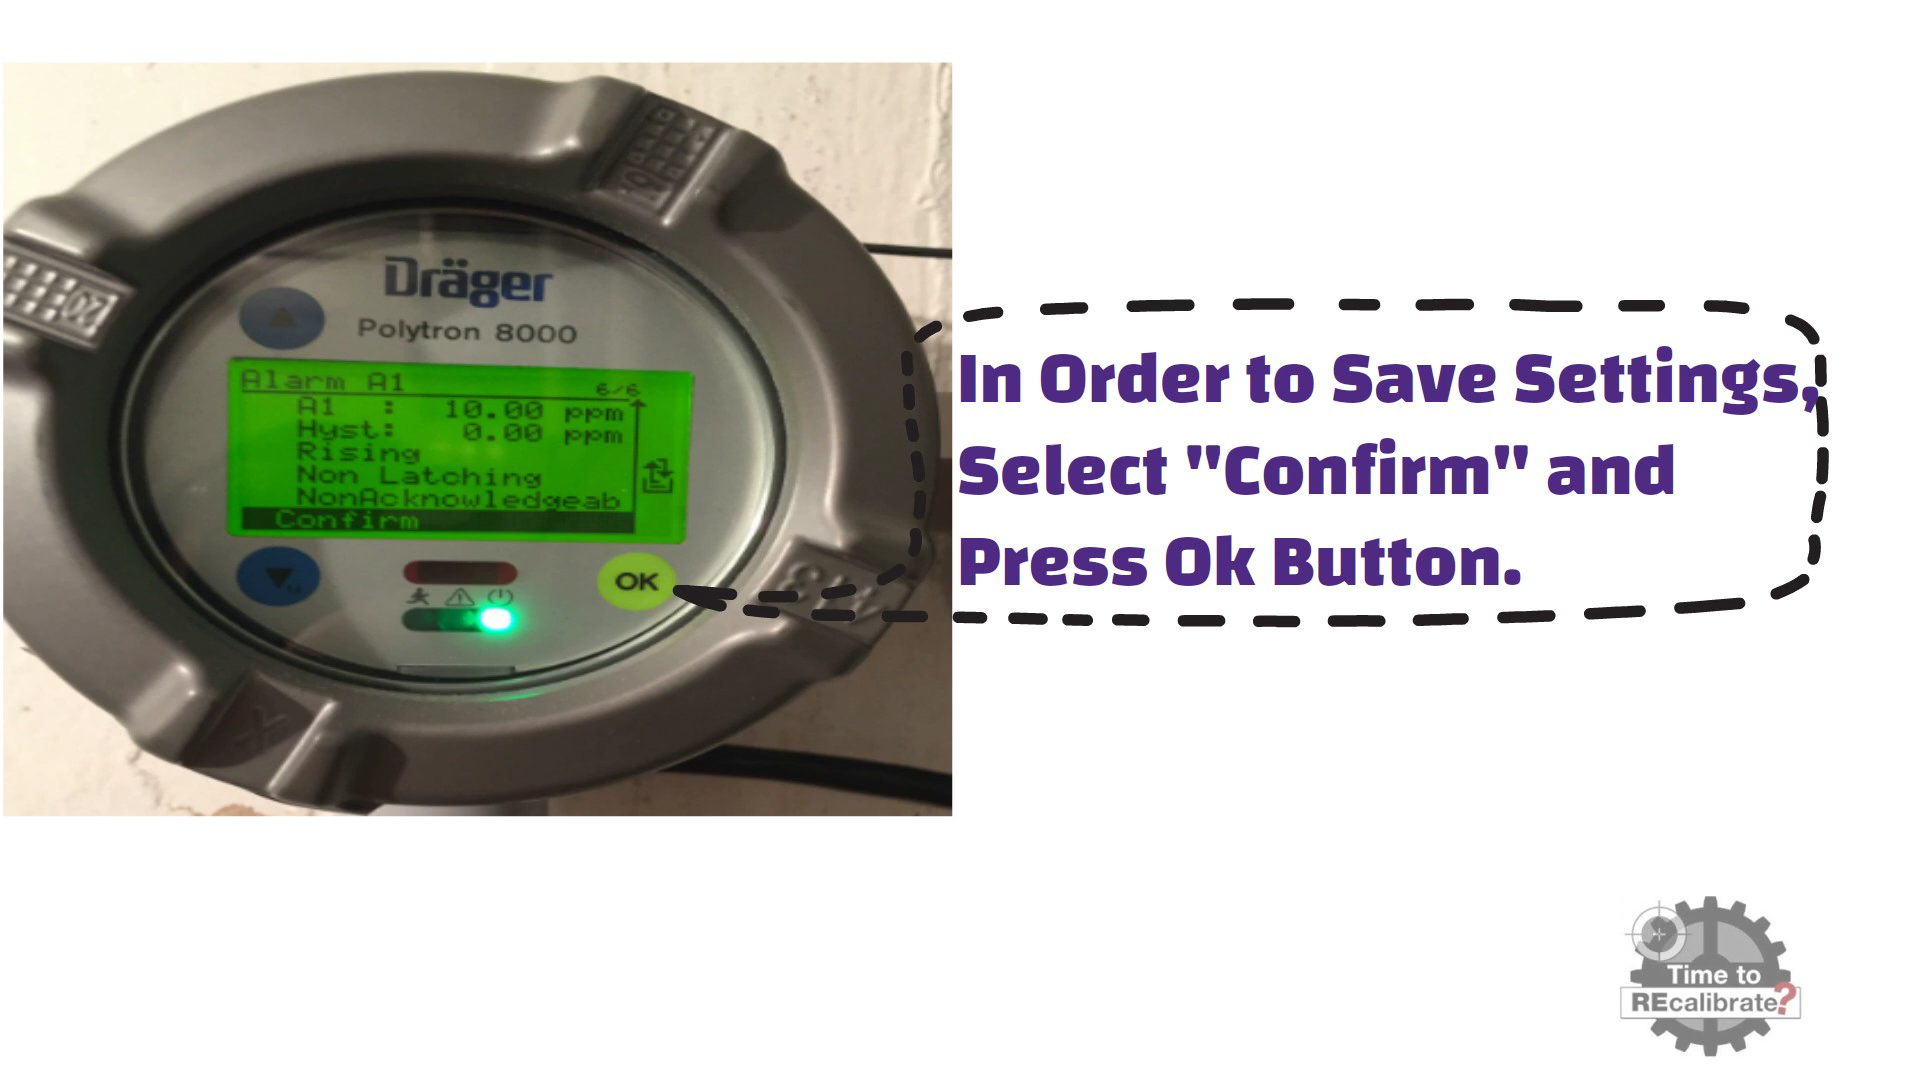 Dräger
Polytron 8000
Alarm A1 6/6
A1 : 10.00 ppm
Hyst: 0.00 ppm
Rising
Non Latching
NonAcknowledgeab
Confirm
OK
In Order to Save Settings,
Select "Confirm" and
Press Ok Button.
Time to
REcalibrate?